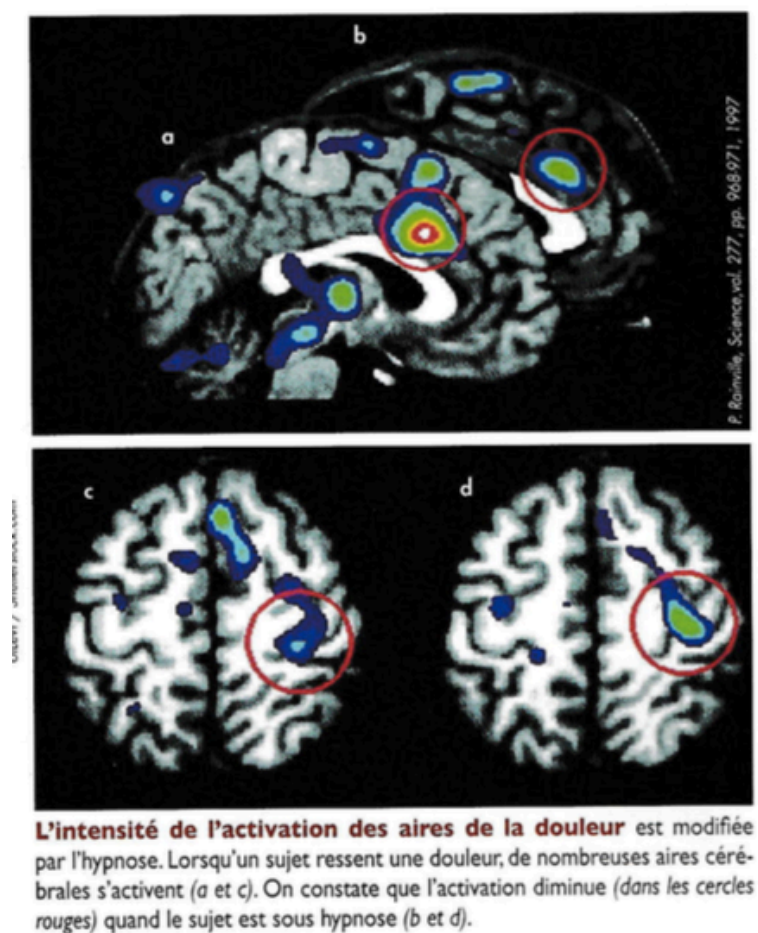 b
a
P. Rainville, Science, vol. 277, pp. 968-971, 1997
c
d
L'intensité de l'activation des aires de la douleur est modifiée
par l'hypnose. Lorsqu'un sujet ressent une douleur, de nombreuses aires céré-
brales s'activent (a et c). On constate que l'activation diminue (dans les cercles
rouges) quand le sujet est sous hypnose (b et d).